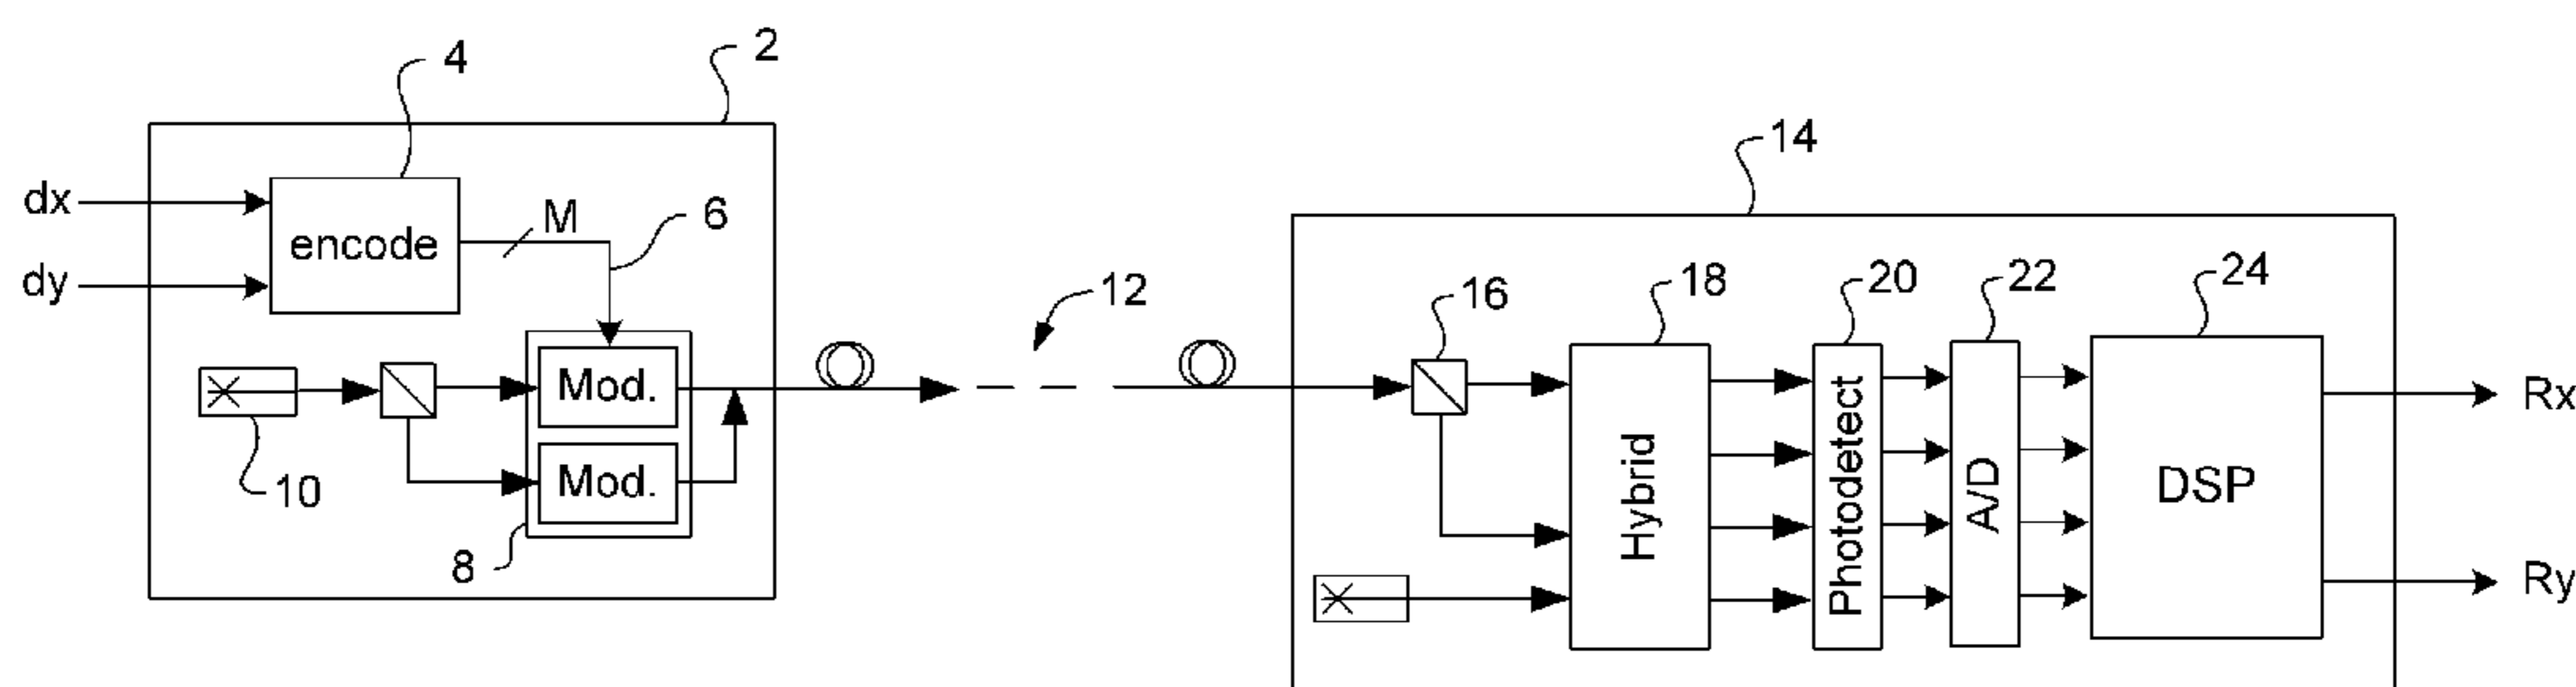 2
4
14
dx
M
6
encode
dy
12
16
18
20
22
24
Mod.
Rx
Hybrid
Photodetect
A/D
DSP
10
Mod.
8
Ry